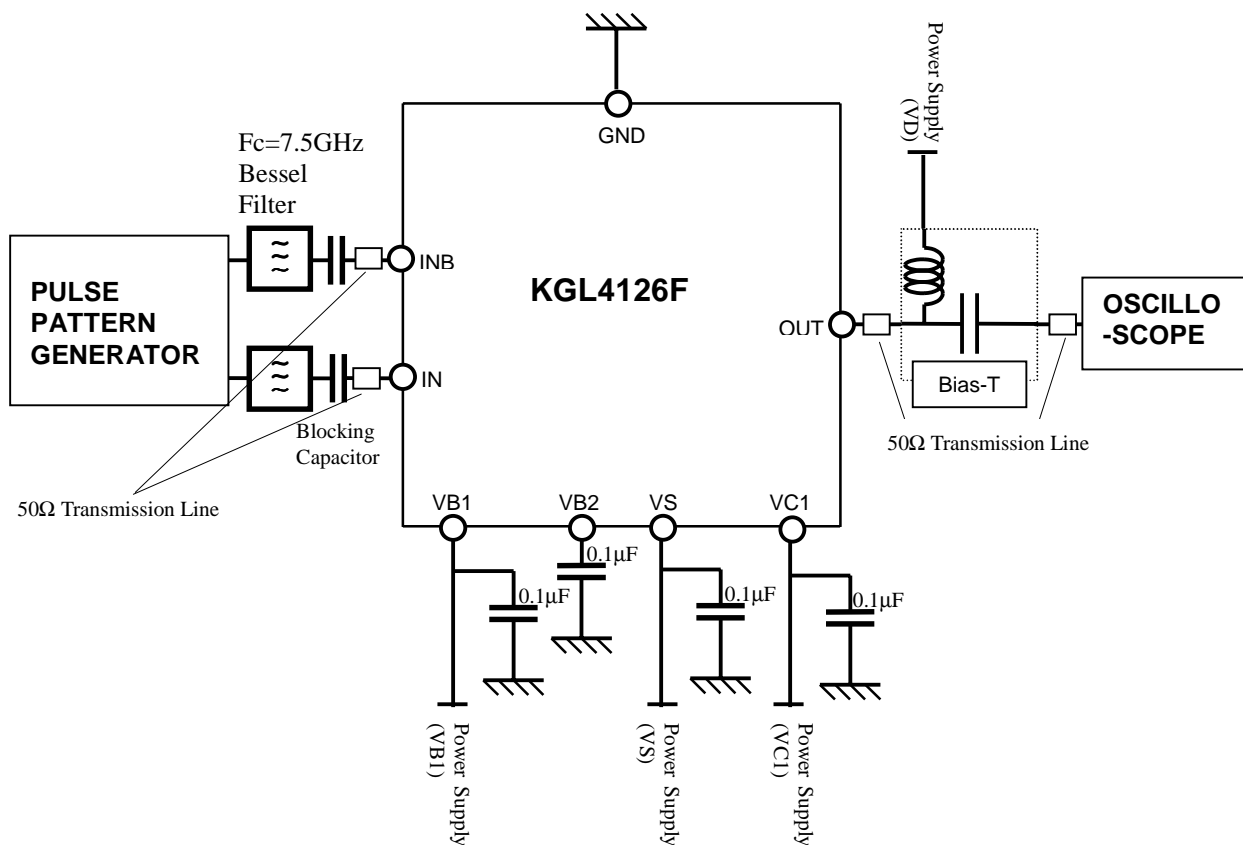 Power Supply
(VD)
GND
Fc=7.5GHz
Bessel
Filter
~
~
INB
PULSE
PATTERN
GENERATOR
KGL4126F
OUT
OSCILLO
-SCOPE
~
~
IN
Bias-T
Blocking
Capacitor
50Ω Transmission Line
50Ω Transmission Line
VB1
VB2
VS
VC1
0.1µF
0.1µF
0.1µF
0.1µF
Power Supply
(VB1)
Power Supply
(VS)
Power Supply
(VC1)